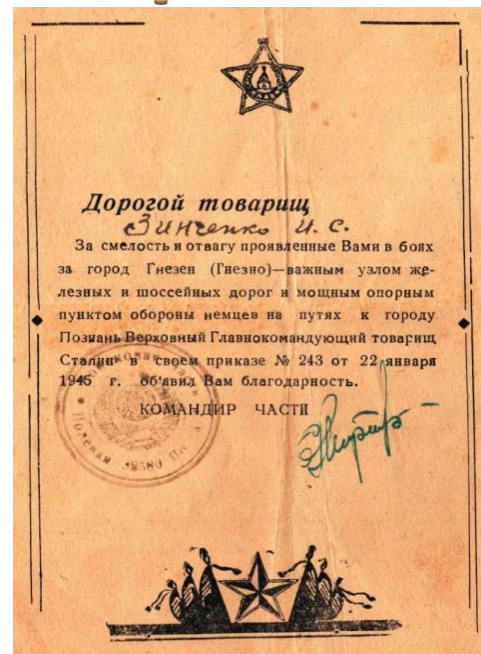 Дорогой товарищ
Зинченко И. С.
За смелость и отвагу проявленные Вами в боях
за город Гнезен (Гнезно)—важным узлом же-
лезных и шоссейных дорог и мощным опорным
пунктом обороны немцев на путях к городу
Познань Верховный Главнокомандующий товарищ
Сталин в своем приказе № 243 от 22 января
1945 г. об'явил Вам благодарность.
КОМАНДИР ЧАСТИ
Полевая